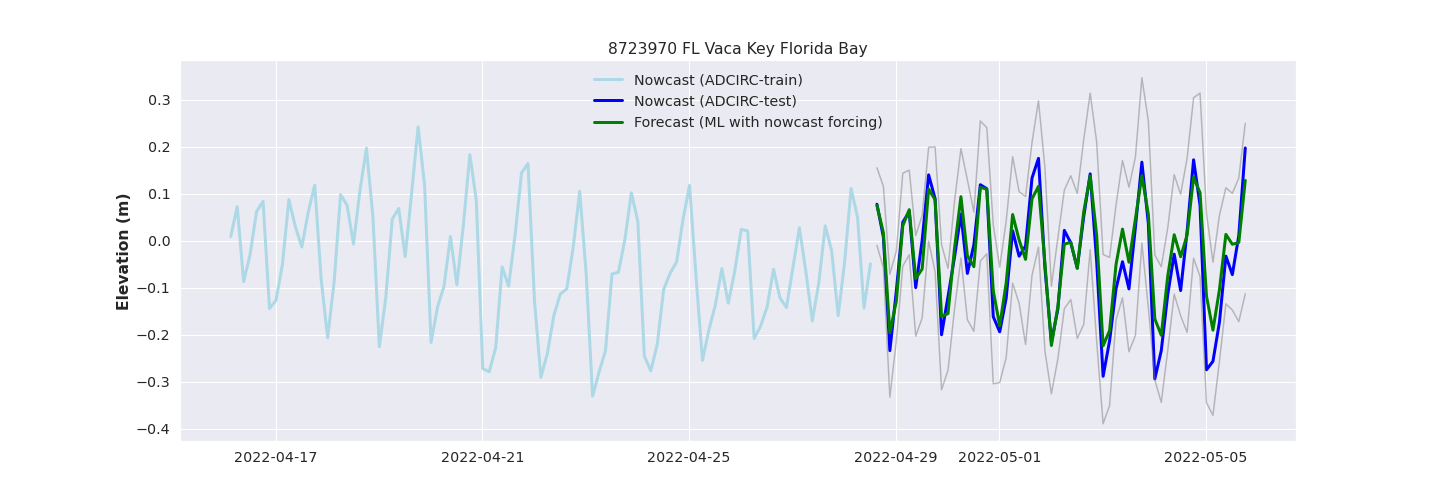 8723970 FL Vaca Key Florida Bay
Nowcast (ADCIRC-train)
Nowcast (ADCIRC-test)
Forecast (ML with nowcast forcing)
Elevation (m)
0.3
0.2
0.1
0.0
−0.1
−0.2
−0.3
−0.4
2022-04-17 2022-04-21 2022-04-25 2022-04-29 2022-05-01 2022-05-05